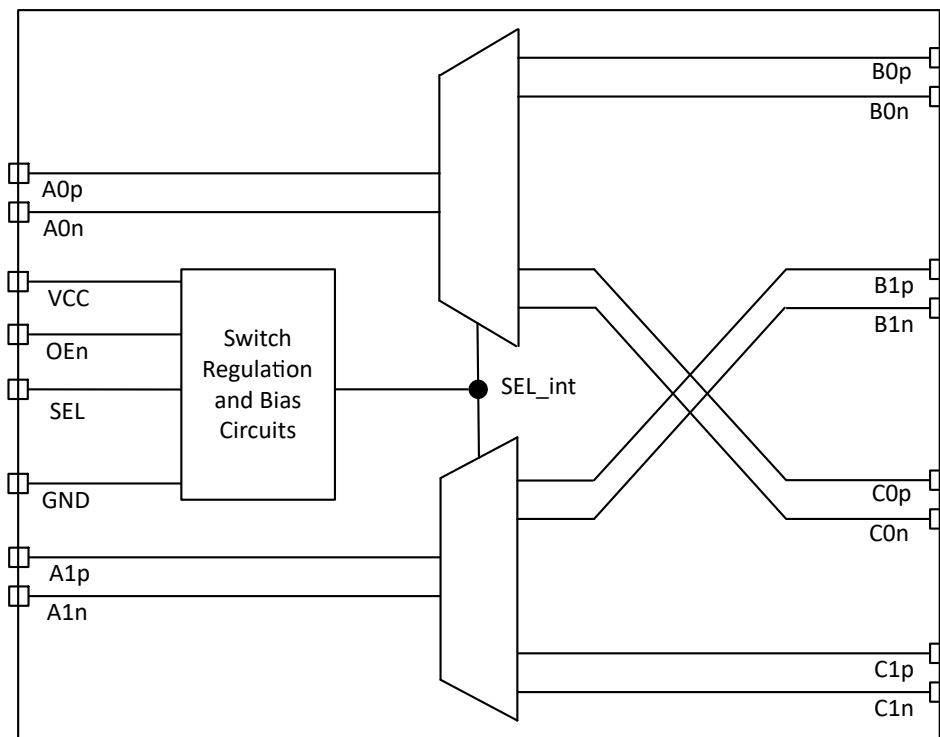 B0p
B0n
A0p
A0n
VCC
OEn
SEL
GND
A1p
A1n
Switch
Regulation
and Bias
Circuits
SEL_int
B1p
B1n
C0p
C0n
C1p
C1n